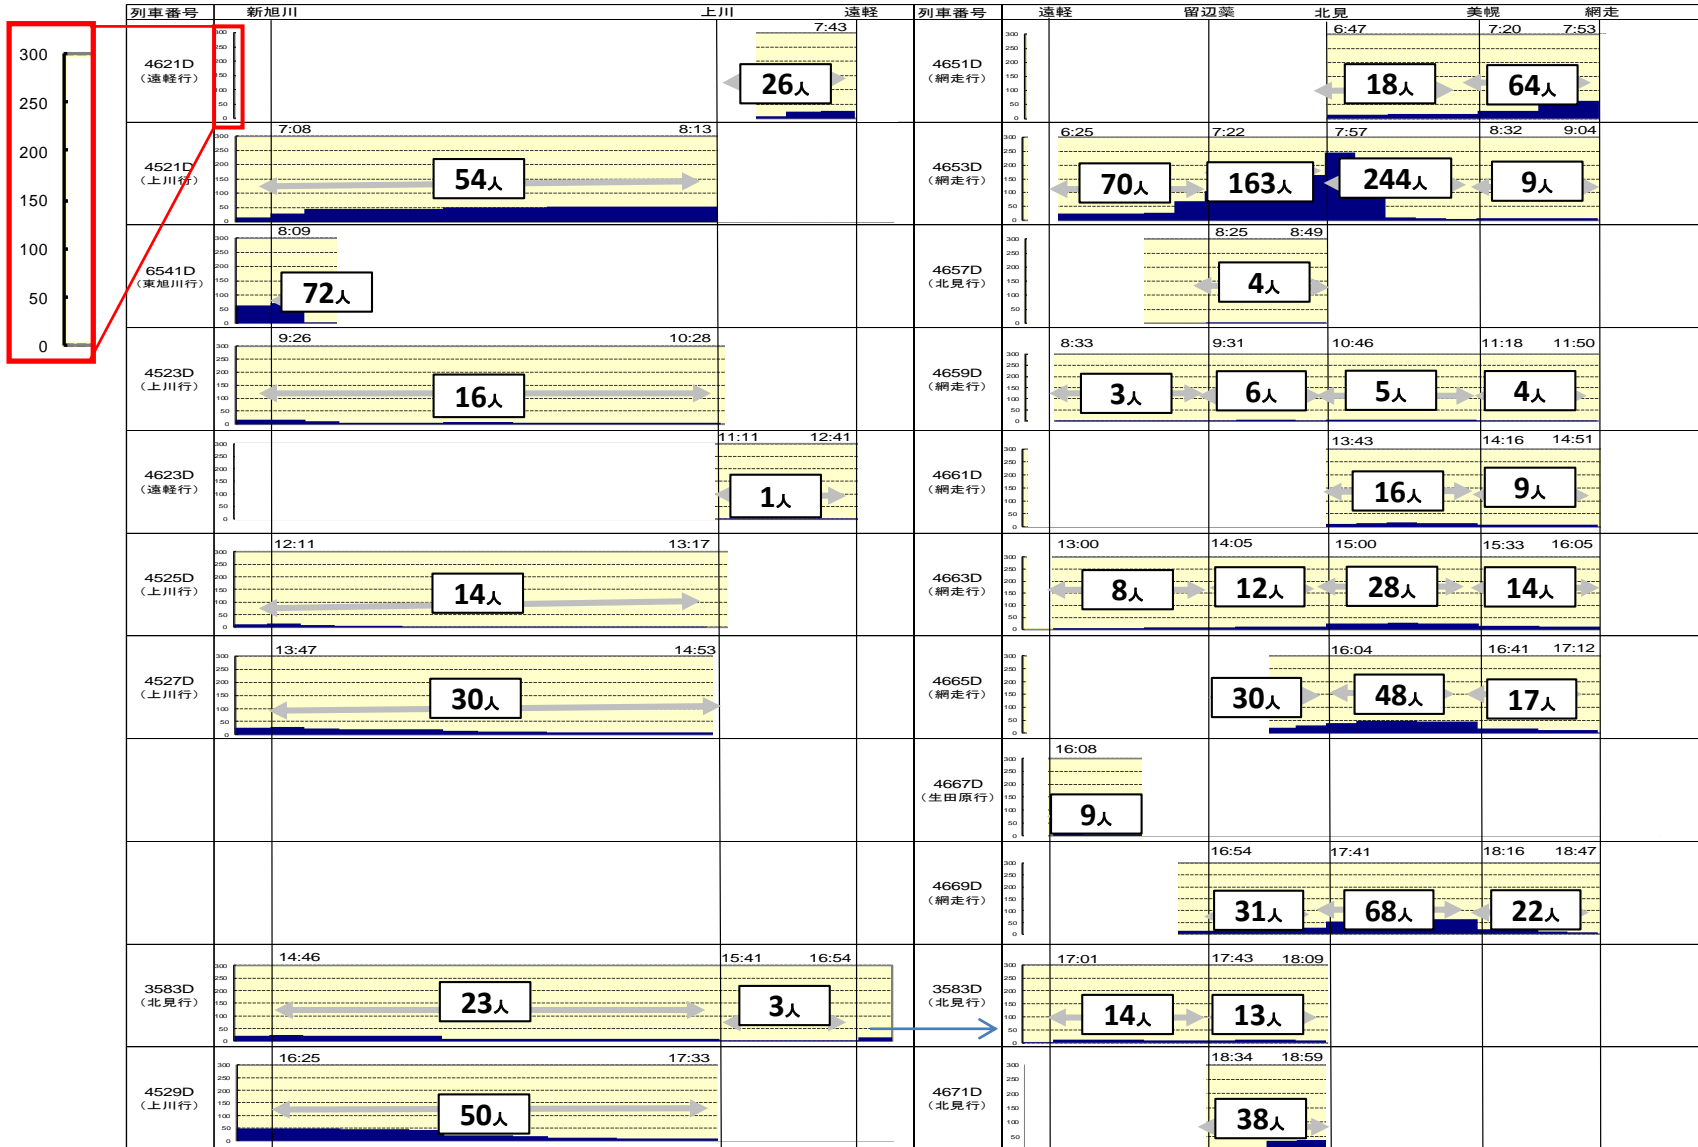 列車番号 新旭川 上川 遠軽 列車番号 遠軽 留辺蘂 北見 美幌 網走
300
250
200
150
100
50
0
4621D
(遠軽行)
7:43
26人
4651D
(網走行)
6:47 7:20 7:53
18人 64人
4521D
(上川行)
7:08 8:13
54人
4653D
(網走行)
6:25 7:22 7:57 8:32 9:04
70人 163人 244人 9人
6541D
(東旭川行)
8:09
72人
4657D
(北見行)
8:25 8:49
4人
4523D
(上川行)
9:26 10:28
16人
4659D
(網走行)
8:33 9:31 10:46 11:18 11:50
3人 6人 5人 4人
4623D
(遠軽行)
11:11 12:41
1人
4661D
(網走行)
13:43 14:16 14:51
16人 9人
4525D
(上川行)
12:11 13:17
14人
4663D
(網走行)
13:00 14:05 15:00 15:33 16:05
8人 12人 28人 14人
4527D
(上川行)
13:47 14:53
30人
4665D
(網走行)
16:04 16:41 17:12
30人 48人 17人
4667D
(生田原行)
16:08
9人
4669D
(網走行)
16:54 17:41 18:16 18:47
31人 68人 22人
3583D
(北見行)
14:46 15:41 16:54
23人 3人
3583D
(北見行)
17:01 17:43 18:09
14人 13人
4529D
(上川行)
16:25 17:33
50人
4671D
(北見行)
18:34 18:59
38人